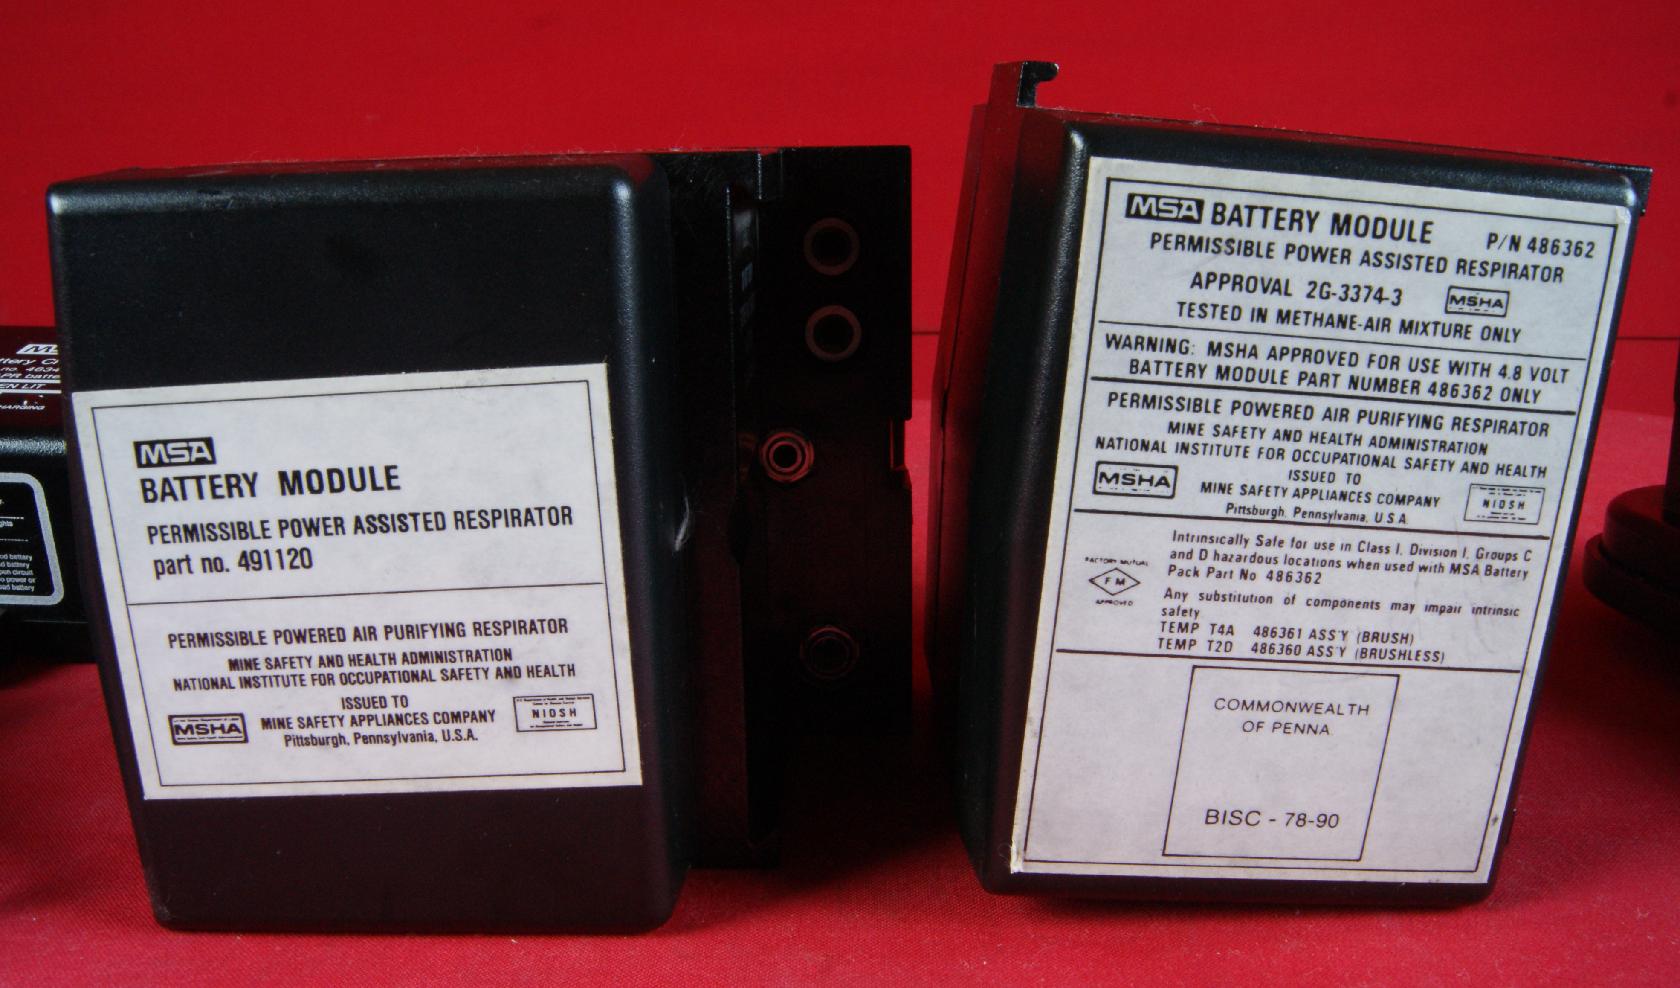 MSA
BATTERY MODULE
PERMISSIBLE POWER ASSISTED RESPIRATOR
part no. 491120
PERMISSIBLE POWERED AIR PURIFYING RESPIRATOR
MINE SAFETY AND HEALTH ADMINISTRATION
NATIONAL INSTITUTE FOR OCCUPATIONAL SAFETY AND HEALTH
ISSUED TO
MSHA MINE SAFETY APPLIANCES COMPANY NIOSH
Pittsburgh, Pennsylvania, U.S.A.
MSA BATTERY MODULE P/N 486362
PERMISSIBLE POWER ASSISTED RESPIRATOR
APPROVAL 2G-3374-3 MSHA
TESTED IN METHANE-AIR MIXTURE ONLY
WARNING: MSHA APPROVED FOR USE WITH 4.8 VOLT
BATTERY MODULE PART NUMBER 486362 ONLY
PERMISSIBLE POWERED AIR PURIFYING RESPIRATOR
MINE SAFETY AND HEALTH ADMINISTRATION
NATIONAL INSTITUTE FOR OCCUPATIONAL SAFETY AND HEALTH
ISSUED TO
MSHA MINE SAFETY APPLIANCES COMPANY NIOSH
Pittsburgh, Pennsylvania, U.S.A.
Intrinsically Safe for use in Class I, Division I, Groups C
and D hazardous locations when used with MSA Battery
Pack Part No 486362
FACTORY MUTUAL
FM
APPROVED
Any substitution of components may impair intrinsic
safety
TEMP T4A 486361 ASS'Y (BRUSH)
TEMP T2D 486360 ASS'Y (BRUSHLESS)
COMMONWEALTH
OF PENNA.
BISC - 78-90